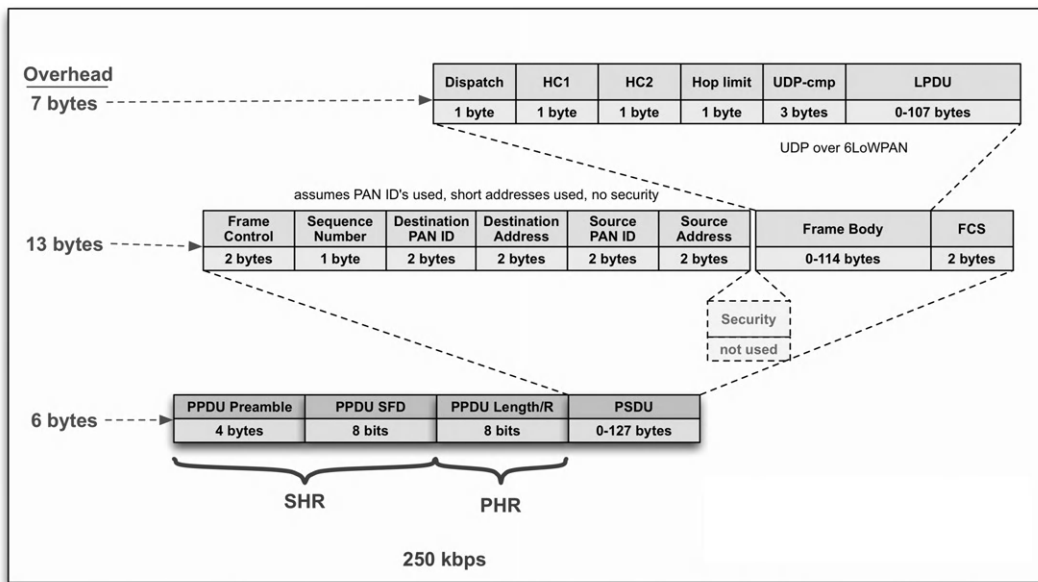 Overhead
7 bytes
Dispatch HC1 HC2 Hop limit UDP-cmp LPDU
1 byte 1 byte 1 byte 1 byte 3 bytes 0-107 bytes
UDP over 6LoWPAN
assumes PAN ID's used, short addresses used, no security
13 bytes
Frame Control Sequence Number Destination PAN ID Destination Address Source PAN ID Source Address Frame Body FCS
2 bytes 1 byte 2 bytes 2 bytes 2 bytes 2 bytes 0-114 bytes 2 bytes
Security
not used
6 bytes
PPDU Preamble PPDU SFD PPDU Length/R PSDU
4 bytes 8 bits 8 bits 0-127 bytes
SHR PHR
250 kbps